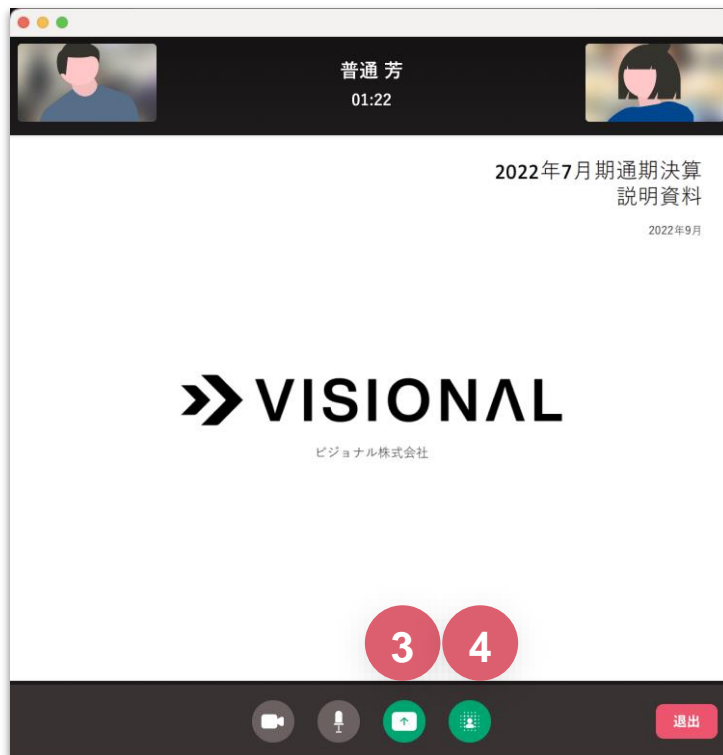 普通 芳
01:22
2022年7月期通期決算
説明資料
2022年9月
VISIONAL
ビジョナル株式会社
3 4
退出